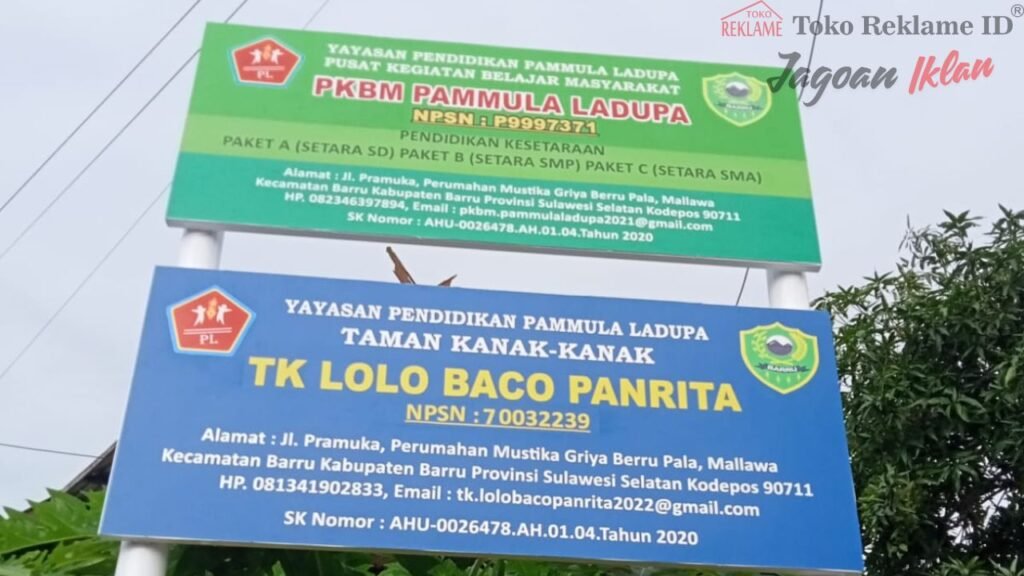 TOKO
REKLAME
Toko Reklame ID®
Jagoan Iklan
YAYASAN PENDIDIKAN PAMMULA LADUPA
PUSAT KEGIATAN BELAJAR MASYARAKAT
PKBM PAMMULA LADUPA
NPSN : P9997371
PENDIDIKAN KESETARAAN
PAKET A (SETARA SD) PAKET B (SETARA SMP) PAKET C (SETARA SMA)
Alamat : Jl. Pramuka, Perumahan Mustika Griya Berru Pala, Mallawa
Kecamatan Barru Kabupaten Barru Provinsi Sulawesi Selatan Kodepos 90711
HP. 082346397894, Email : pkbm.pammulaladupa2021@gmail.com
SK Nomor : AHU-0026478.AH.01.04.Tahun 2020
PL
BARRU
YAYASAN PENDIDIKAN PAMMULA LADUPA
TAMAN KANAK-KANAK
TK LOLO BACO PANRITA
NPSN : 70032239
Alamat : Jl. Pramuka, Perumahan Mustika Griya Berru Pala, Mallawa
Kecamatan Barru Kabupaten Barru Provinsi Sulawesi Selatan Kodepos 90711
HP. 081341902833, Email : tk.lolobacopanrita2022@gmail.com
SK Nomor : AHU-0026478.AH.01.04.Tahun 2020
PL
BARRU